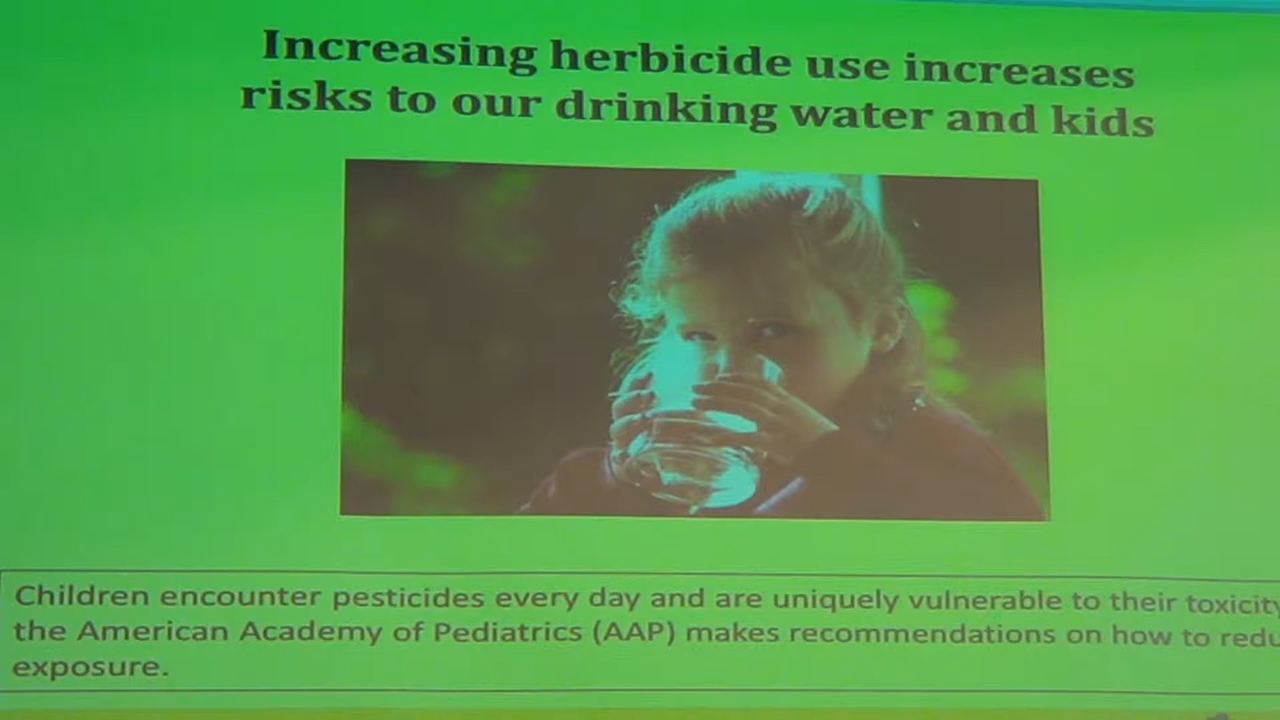 Increasing herbicide use increases
risks to our drinking water and kids
Children encounter pesticides every day and are uniquely vulnerable to their
the American Academy of Pediatrics (AAP) makes recommendations on how to
exposure.